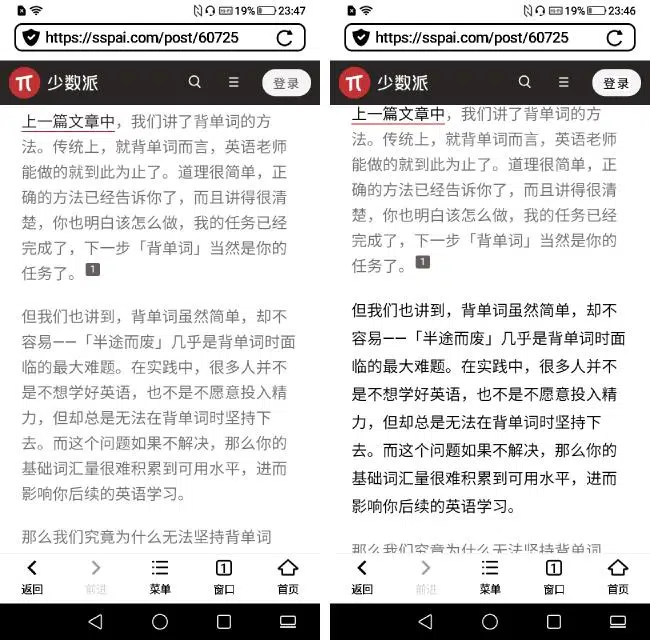 19% 23:47
https://sspai.com/post/60725
少数派
登录
上一篇文章中，我们讲了背单词的方
法。传统上，就背单词而言，英语老师
能做的就到此为止了。道理很简单，正
确的方法已经告诉你了，而且讲得很清
楚，你也明白该怎么做，我的任务已经
完成了，下一步「背单词」当然是你的
任务了。 1
但我们也讲到，背单词虽然简单，却不
容易——「半途而废」几乎是背单词时面
临的最大难题。在实践中，很多人并不
是不想学好英语，也不是不愿意投入精
力，但却总是无法在背单词时坚持下
去。而这个问题如果不解决，那么你的
基础词汇量很难积累到可用水平，进而
影响你后续的英语学习。
那么我们究竟为什么无法坚持背单词
返回 前进 菜单 1 窗口 首页
19% 23:46
https://sspai.com/post/60725
少数派
登录
上一篇文章中，我们讲了背单词的方
法。传统上，就背单词而言，英语老师
能做的就到此为止了。道理很简单，正
确的方法已经告诉你了，而且讲得很清
楚，你也明白该怎么做，我的任务已经
完成了，下一步「背单词」当然是你的
任务了。 1
但我们也讲到，背单词虽然简单，却不
容易——「半途而废」几乎是背单词时面
临的最大难题。在实践中，很多人并不
是不想学好英语，也不是不愿意投入精
力，但却总是无法在背单词时坚持下
去。而这个问题如果不解决，那么你的
基础词汇量很难积累到可用水平，进而
影响你后续的英语学习。
那么我们究竟为什么无法坚持背单词
返回 前进 菜单 1 窗口 首页